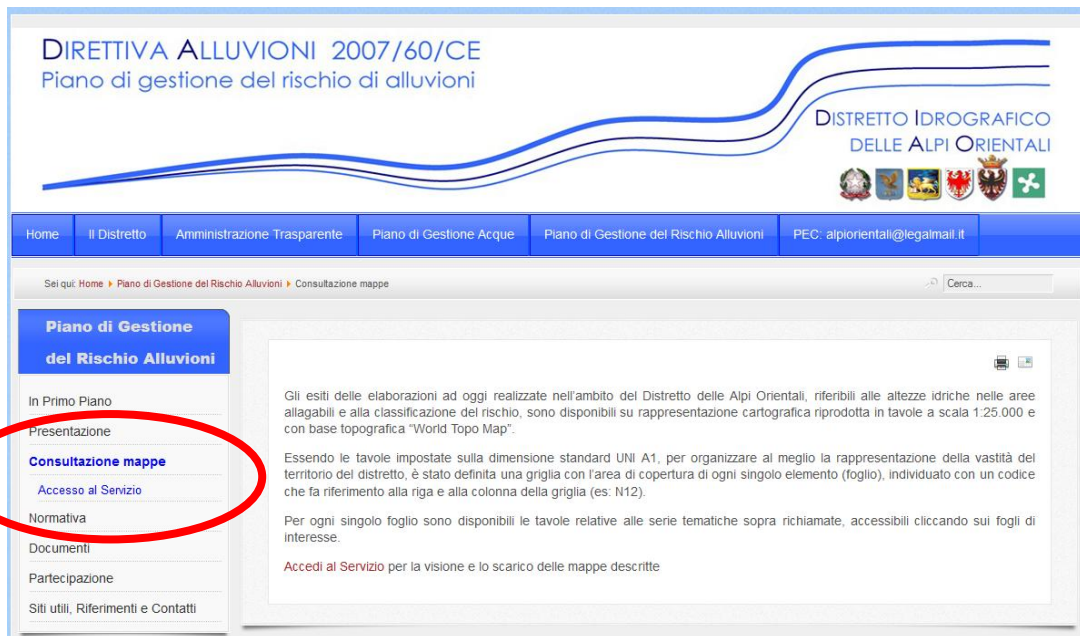 DIRETTIVA ALLUVIONI 2007/60/CE
Piano di gestione del rischio di alluvioni
DISTRETTO IDROGRAFICO
DELLE ALPI ORIENTALI
Home Il Distretto Amministrazione Trasparente Piano di Gestione Acque Piano di Gestione del Rischio Alluvioni PEC: alpiorientali@legalmail.it
Sei qui: Home Piano di Gestione del Rischio Alluvioni Consultazione mappe Cerca...
Piano di Gestione
del Rischio Alluvioni
In Primo Piano
Presentazione
Consultazione mappe
Accesso al Servizio
Normativa
Documenti
Partecipazione
Siti utili, Riferimenti e Contatti
Gli esiti delle elaborazioni ad oggi realizzate nell'ambito del Distretto delle Alpi Orientali, riferibili alle altezze idriche nelle aree
allagabili e alla classificazione del rischio, sono disponibili su rappresentazione cartografica riprodotta in tavole a scala 1:25.000 e
con base topografica "World Topo Map".
Essendo le tavole impostate sulla dimensione standard UNI A1, per organizzare al meglio la rappresentazione della vastità del
territorio del distretto, è stato definita una griglia con l'area di copertura di ogni singolo elemento (foglio), individuato con un codice
che fa riferimento alla riga e alla colonna della griglia (es: N12).
Per ogni singolo foglio sono disponibili le tavole relative alle serie tematiche sopra richiamate, accessibili cliccando sui fogli di
interesse.
Accedi al Servizio per la visione e lo scarico delle mappe descritte